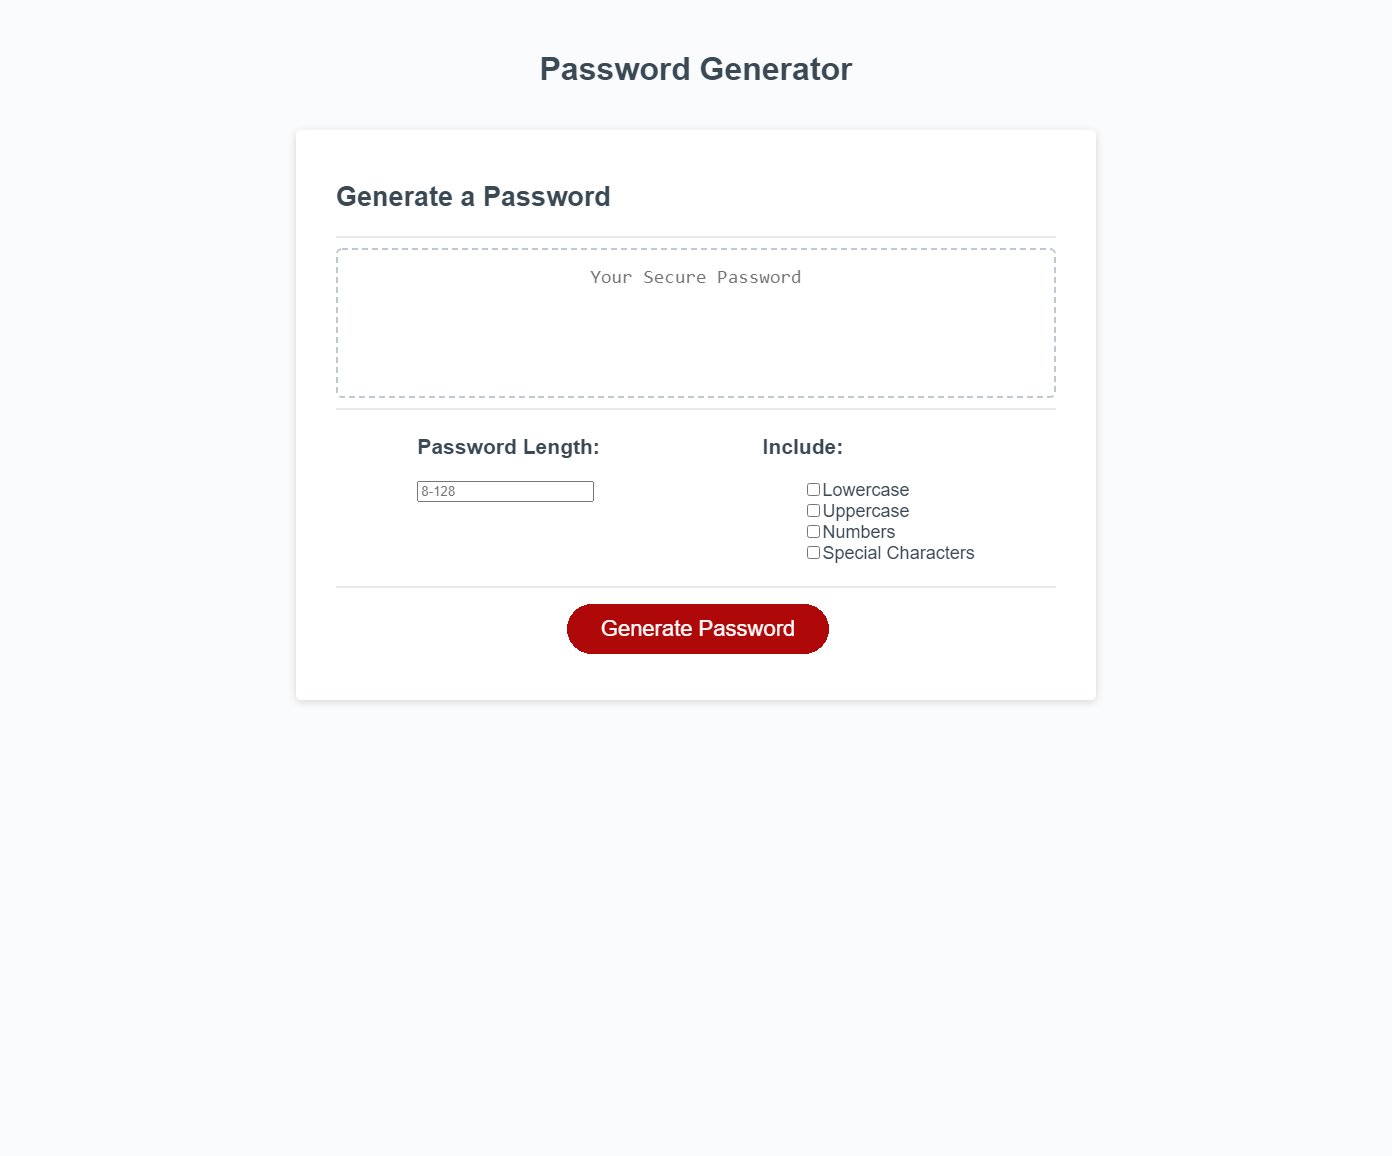 Password Generator
Generate a Password
Your Secure Password
Password Length:
8-128
Include:
Lowercase
Uppercase
Numbers
Special Characters
Generate Password